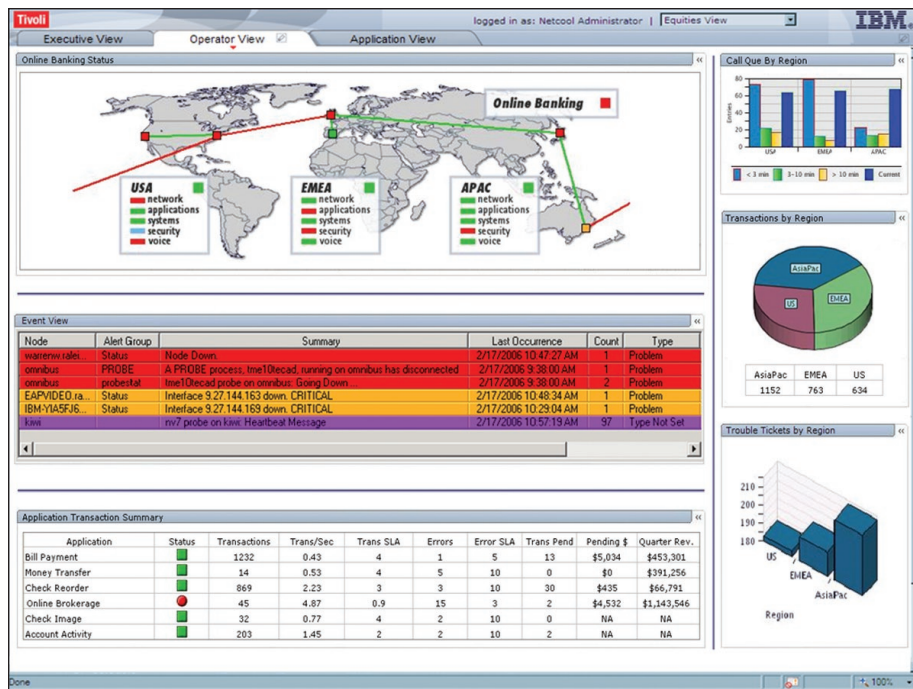 Tivoli
logged in as: Netcool Administrator | Equities View
IBM
Executive View
Operator View
Application View
Online Banking Status
Online Banking
USA
network
applications
systems
security
voice
EMEA
network
applications
systems
security
voice
APAC
network
applications
systems
security
voice
Event View
Node Alert Group Summary Last Occurrence Count Type
warrenw.ralei... Status Node Down. 2/17/2006 10:47:27 AM 1 Problem
omnibus PROBE A PROBE process, tme10tecad, running on omnibus has disconnected 2/17/2006 9:38:00 AM 1 Problem
omnibus probestat tme10tecad probe on omnibus: Going Down... 2/17/2006 9:38:00 AM 2 Problem
EAPVIDEO.ra... Status Interface 9.27.144.163 down. CRITICAL 2/17/2006 10:48:34 AM 1 Problem
IBM-YIA5FJ6... Status Interface 9.27.144.169 down. CRITICAL 2/17/2006 10:29:04 AM 1 Problem
kiwi nv7 probe on kiwi: Heartbeat Message 2/17/2006 10:57:19 AM 97 Type Not Set
Application Transaction Summary
Application Status Transactions Trans/Sec Trans SLA Errors Error SLA Trans Pend Pending $ Quarter Rev.
Bill Payment 1232 0.43 4 1 5 13 $5,034 $453,301
Money Transfer 14 0.53 4 5 10 0 $0 $391,256
Check Reorder 869 2.23 3 3 10 30 $435 $66,791
Online Brokerage 45 4.87 0.9 15 3 2 $4,532 $1,143,546
Check Image 32 0.77 4 2 10 0 NA NA
Account Activity 203 1.45 2 2 10 2 NA NA
Call Que By Region
80
60
40
20
0
Entries
USA EMEA APAC
< 3 min 3-10 min > 10 min Current
Transactions by Region
AsiaPac
US
EMEA
AsiaPac EMEA US
1152 763 634
Trouble Tickets by Region
210
200
190
180
US
EMEA
AsiaPac
Region
Done
100%